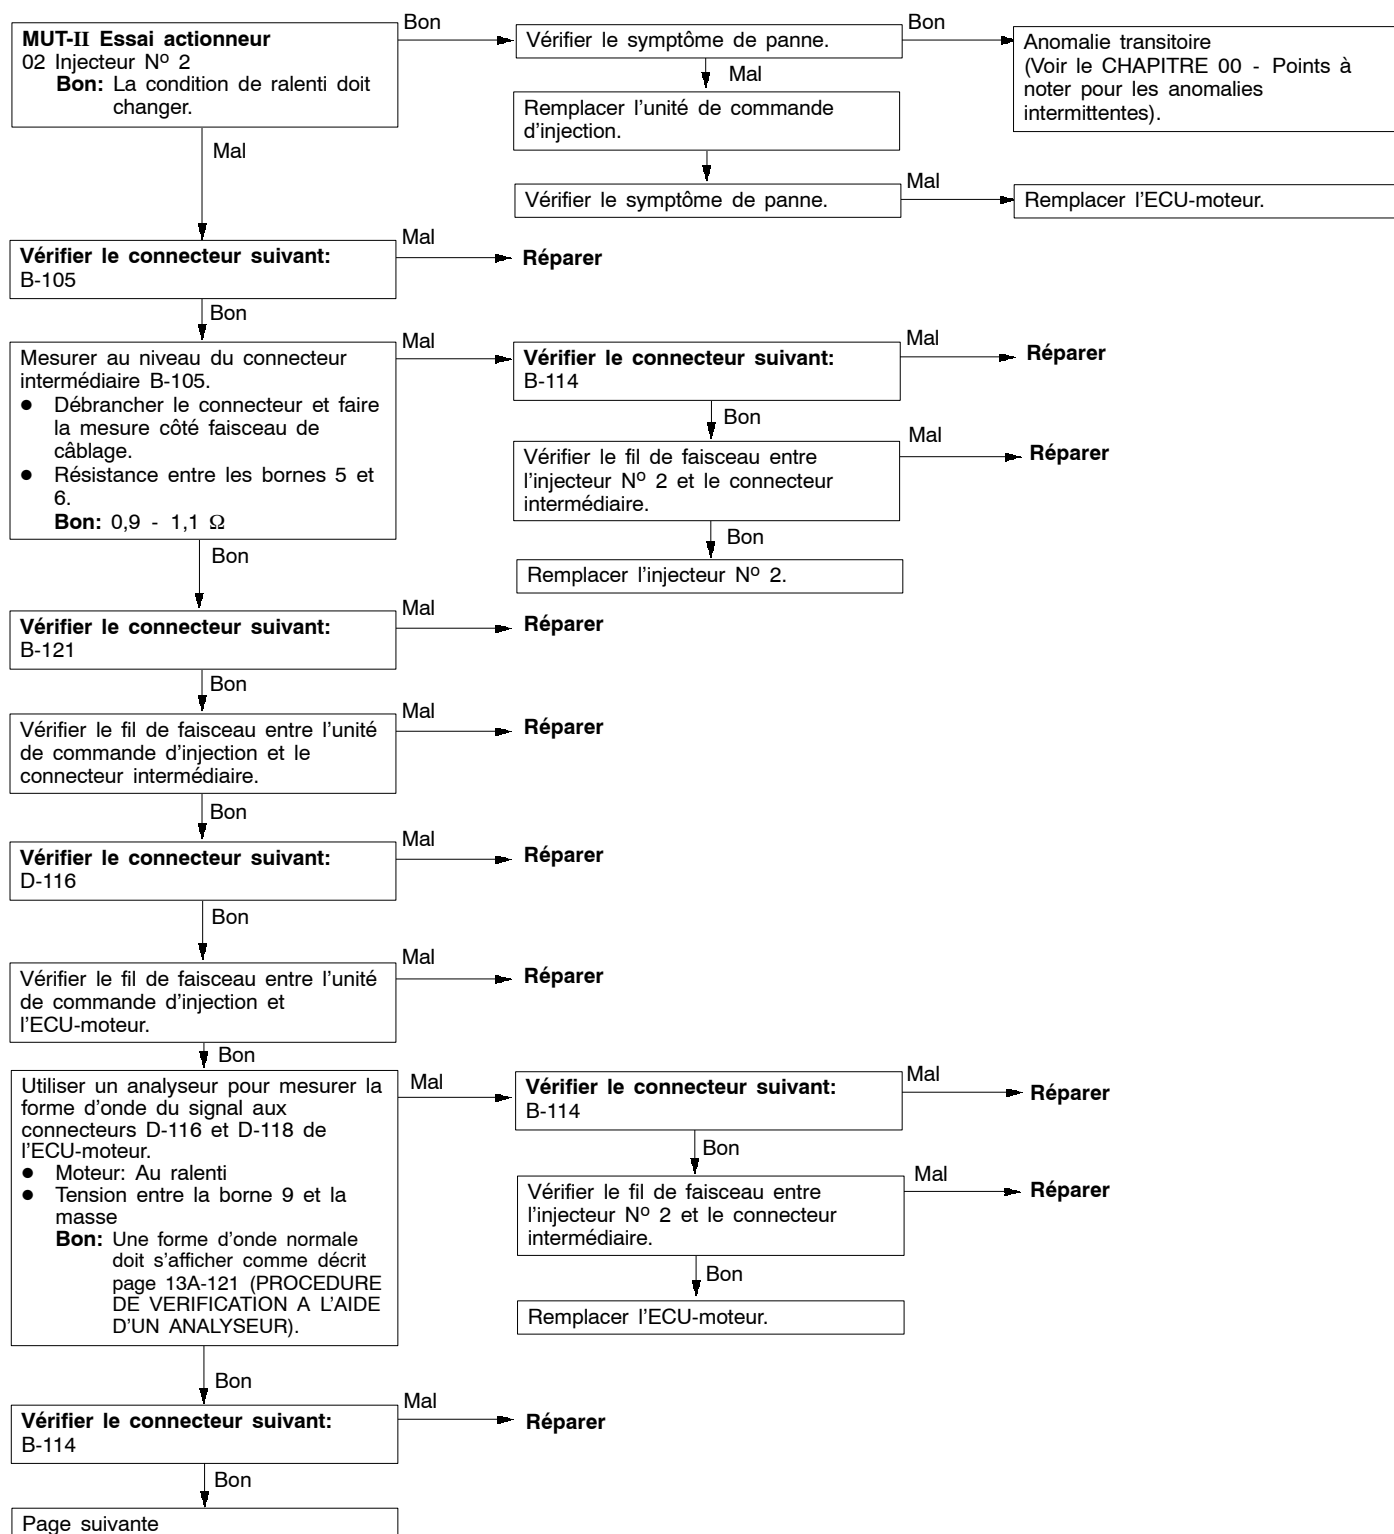 MUT-II Essai actionneur
02 Injecteur Nº 2
Bon: La condition de ralenti doit
changer.
Bon
Vérifier le symptôme de panne.
Bon
Anomalie transitoire
(Voir le CHAPITRE 00 - Points à
noter pour les anomalies
intermittentes).
Mal
Remplacer l'unité de commande
d'injection.
Vérifier le symptôme de panne.
Mal
Remplacer l'ECU-moteur.
Mal
Vérifier le connecteur suivant:
B-105
Mal
Réparer
Bon
Mesurer au niveau du connecteur
intermédiaire B-105.
● Débrancher le connecteur et faire
la mesure côté faisceau de
câblage.
● Résistance entre les bornes 5 et
6.
Bon: 0,9 - 1,1 Ω
Mal
Vérifier le connecteur suivant:
B-114
Mal
Réparer
Bon
Vérifier le fil de faisceau entre
l'injecteur Nº 2 et le connecteur
intermédiaire.
Mal
Réparer
Bon
Remplacer l'injecteur Nº 2.
Bon
Vérifier le connecteur suivant:
B-121
Mal
Réparer
Bon
Vérifier le fil de faisceau entre l'unité
de commande d'injection et le
connecteur intermédiaire.
Mal
Réparer
Bon
Vérifier le connecteur suivant:
D-116
Mal
Réparer
Bon
Vérifier le fil de faisceau entre l'unité
de commande d'injection et
l'ECU-moteur.
Mal
Réparer
Bon
Utiliser un analyseur pour mesurer la
forme d'onde du signal aux
connecteurs D-116 et D-118 de
l'ECU-moteur.
● Moteur: Au ralenti
● Tension entre la borne 9 et la
masse
Bon: Une forme d'onde normale
doit s'afficher comme décrit
page 13A-121 (PROCEDURE
DE VERIFICATION A L'AIDE
D'UN ANALYSEUR).
Mal
Vérifier le connecteur suivant:
B-114
Mal
Réparer
Bon
Vérifier le fil de faisceau entre
l'injecteur Nº 2 et le connecteur
intermédiaire.
Mal
Réparer
Bon
Remplacer l'ECU-moteur.
Bon
Vérifier le connecteur suivant:
B-114
Mal
Réparer
Bon
Page suivante